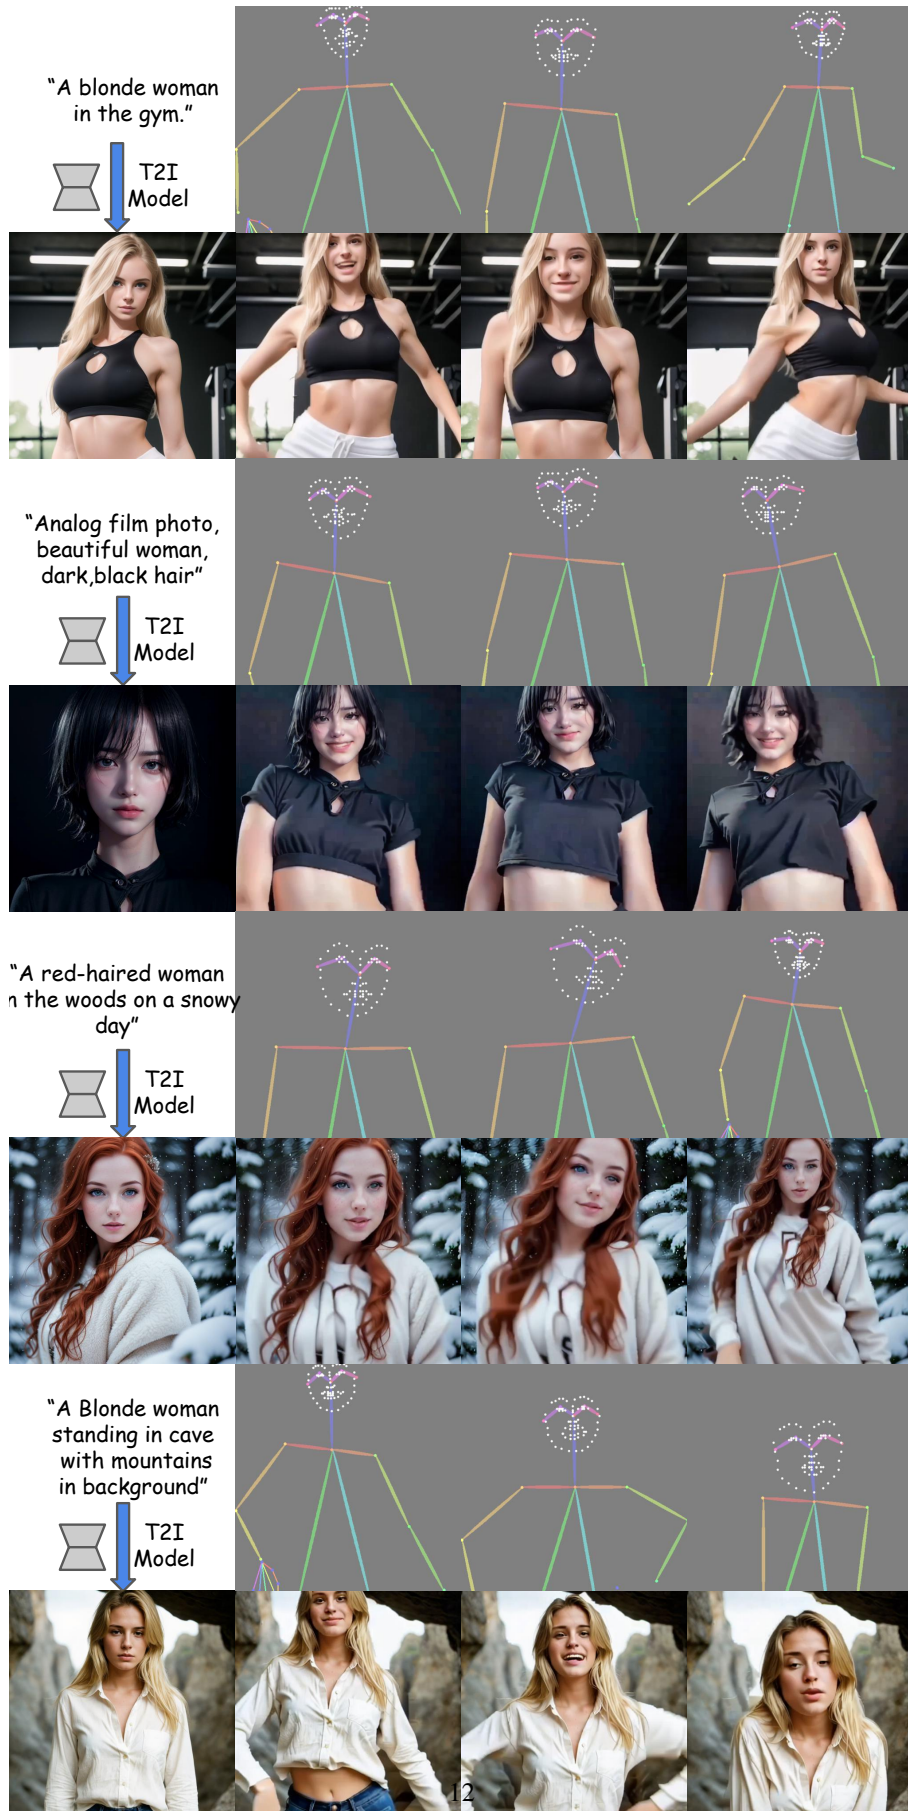 “A blonde woman
in the gym.”
T2I
Model
“Analog film photo,
beautiful woman,
dark,black hair”
T2I
Model
“A red-haired woman
n the woods on a snowy
day”
T2I
Model
“A Blonde woman
standing in cave
with mountains
in background”
T2I
Model
12